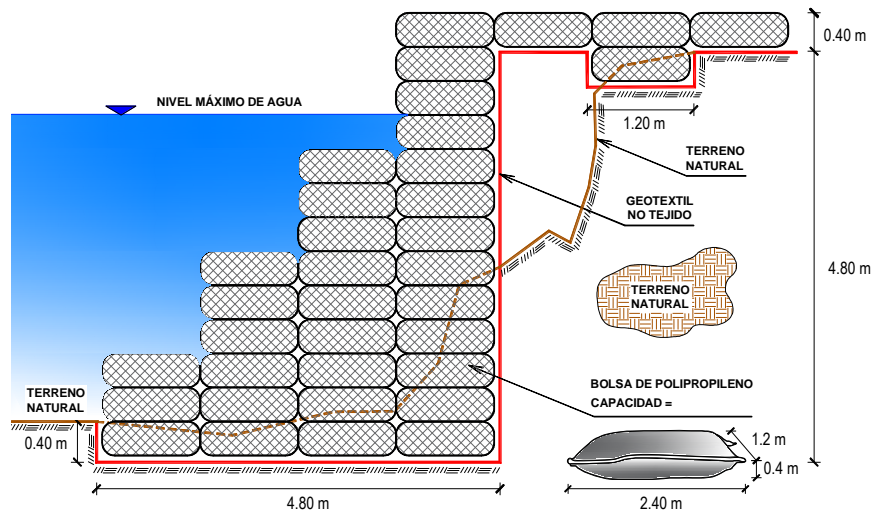 0.40 m
NIVEL MÁXIMO DE AGUA
1.20 m
TERRENO
NATURAL
GEOTEXTIL
NO TEJIDO
4.80 m
TERRENO
NATURAL
TERRENO
NATURAL
BOLSA DE POLIPROPILENO
CAPACIDAD =
0.40 m
1.2 m
0.4 m
4.80 m
2.40 m